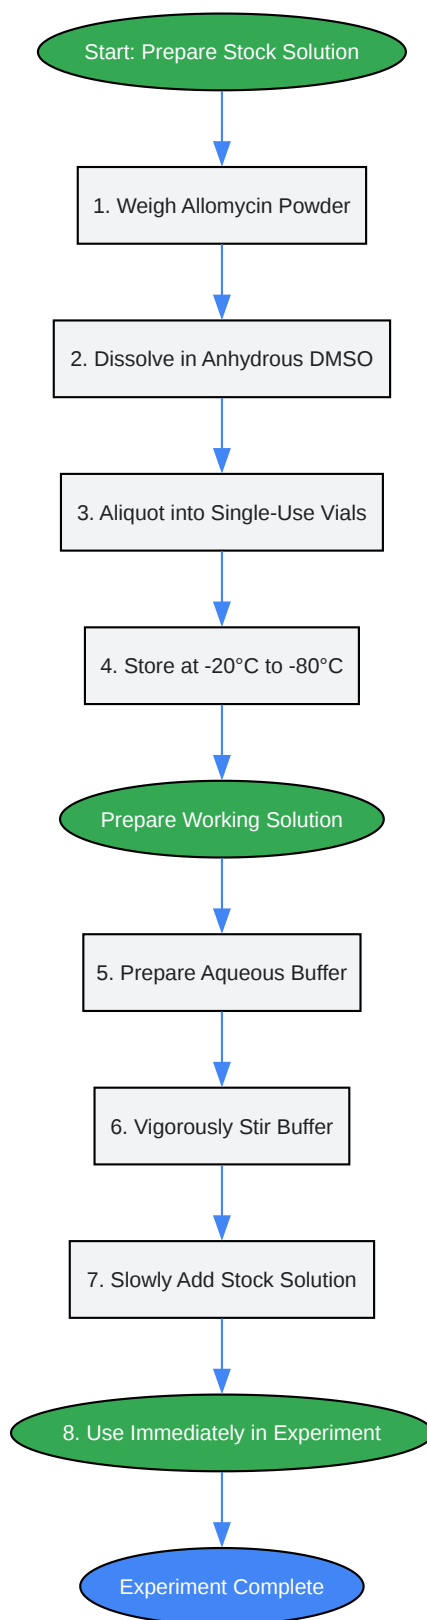 Start: Prepare Stock Solution
1. Weigh Allomycin Powder
2. Dissolve in Anhydrous DMSO
3. Aliquot into Single-Use Vials
4. Store at -20°C to -80°C
Prepare Working Solution
5. Prepare Aqueous Buffer
6. Vigorously Stir Buffer
7. Slowly Add Stock Solution
8. Use Immediately in Experiment
Experiment Complete